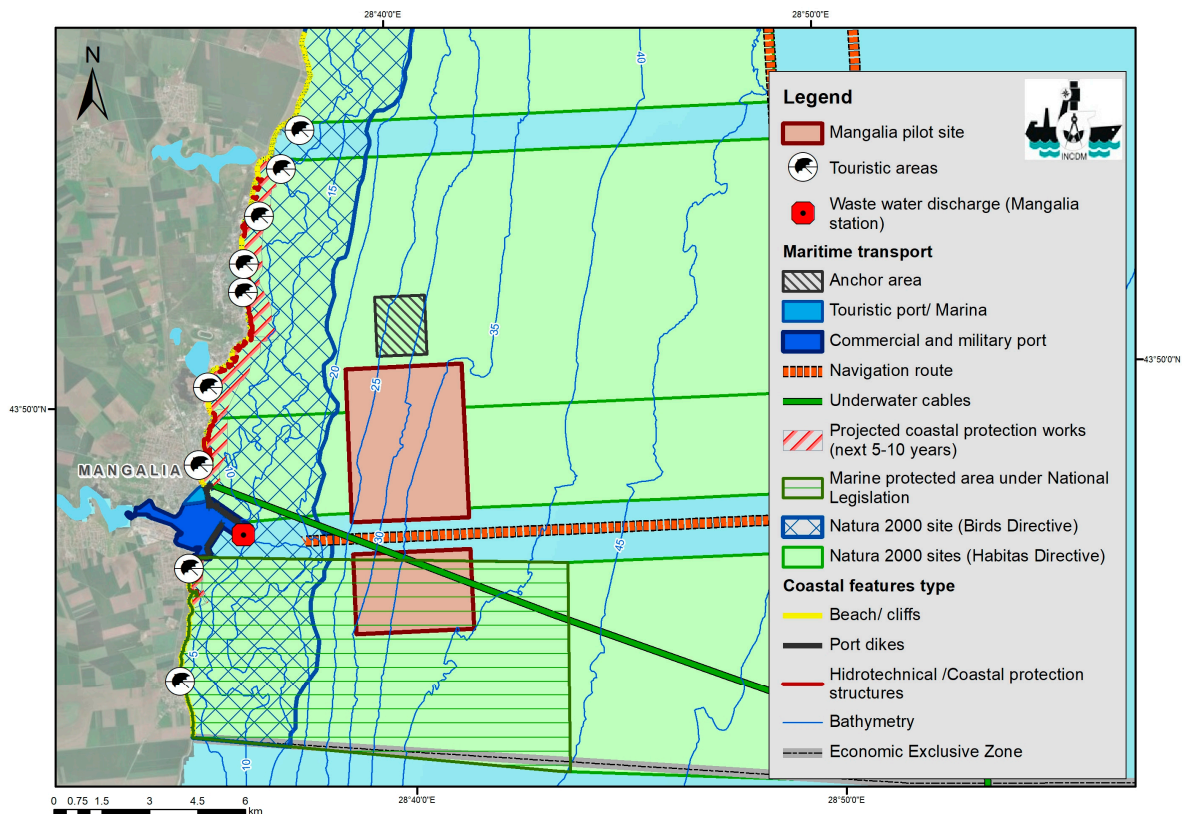 28°40'0"E
28°50'0"E
N
40
Legend
Mangalia pilot site
INCDM
Touristic areas
15
Waste water discharge (Mangalia
station)
Maritime transport
Anchor area
Touristic port/ Marina
35
Commercial and military port
43°50'0"N
20
Navigation route
25
Underwater cables
43°50'0"N
Projected coastal protection works
(next 5-10 years)
MANGALIA
10
Marine protected area under National
Legislation
Natura 2000 site (Birds Directive)
30
45
Natura 2000 sites (Habitas Directive)
Coastal features type
Beach/ cliffs
Port dikes
5
Hidrotechnical /Coastal protection
structures
Bathymetry
Economic Exclusive Zone
10
28°40'0"E
28°50'0"E
0 0.75 1.5 3 4.5 6
km